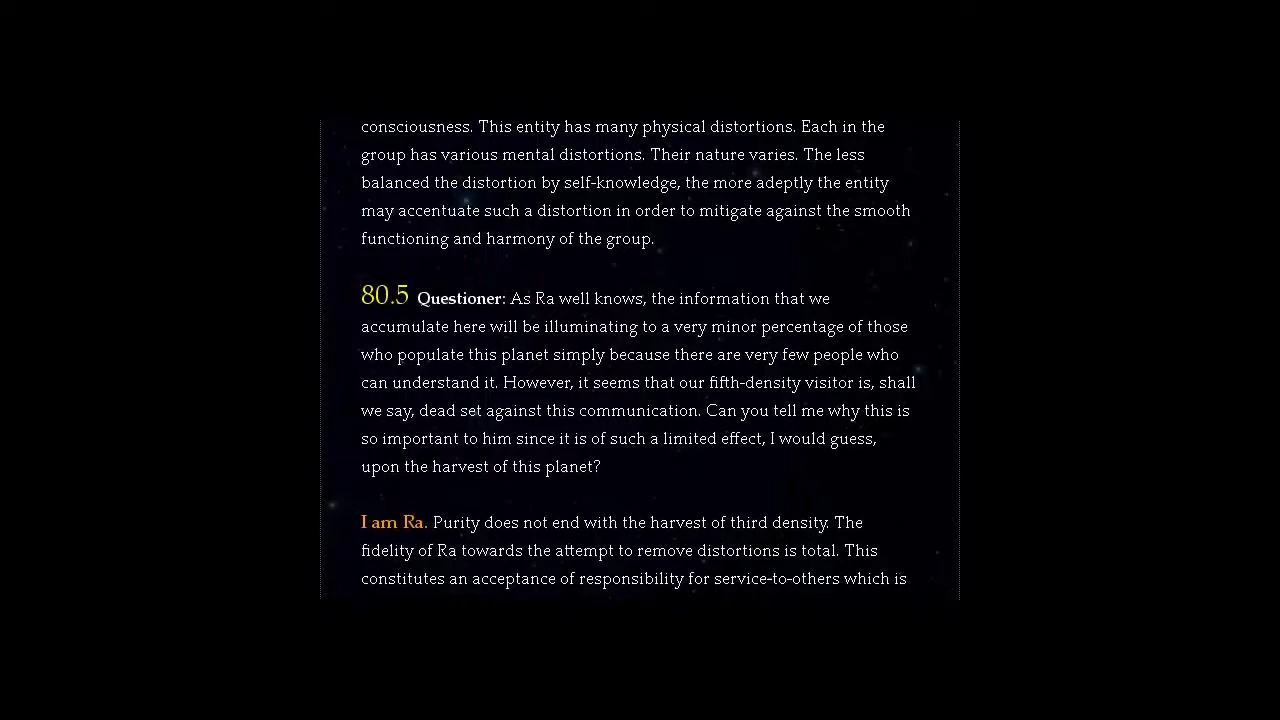 consciousness. This entity has many physical distortions. Each in the
group has various mental distortions. Their nature varies. The less
balanced the distortion by self-knowledge, the more adeptly the entity
may accentuate such a distortion in order to mitigate against the smooth
functioning and harmony of the group.
80.5 Questioner: As Ra well knows, the information that we
accumulate here will be illuminating to a very minor percentage of those
who populate this planet simply because there are very few people who
can understand it. However, it seems that our fifth-density visitor is, shall
we say, dead set against this communication. Can you tell me why this is
so important to him since it is of such a limited effect, I would guess,
upon the harvest of this planet?
I am Ra. Purity does not end with the harvest of third density. The
fidelity of Ra towards the attempt to remove distortions is total. This
constitutes an acceptance of responsibility for service-to-others which is